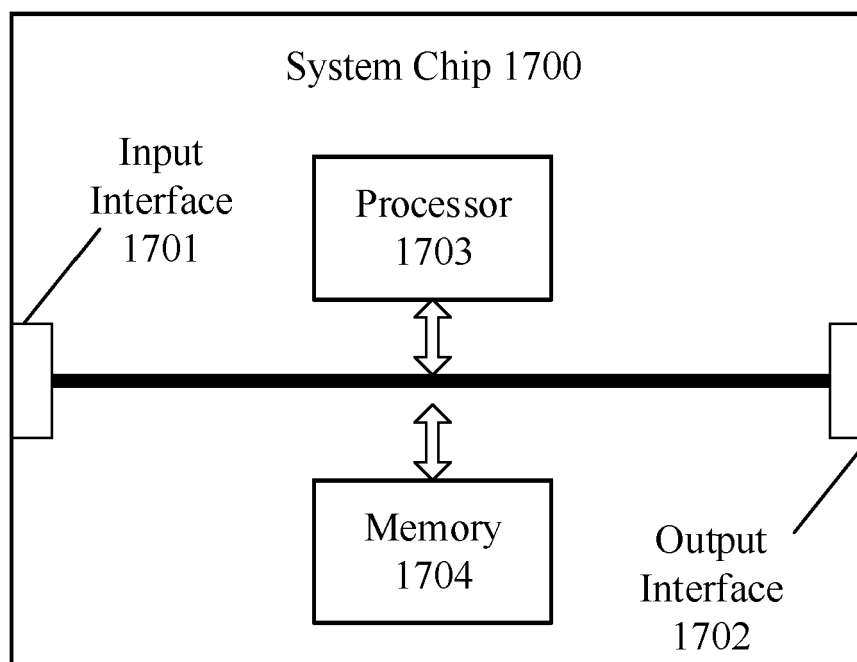 System Chip 1700
Input
Interface
1701
Processor
1703
Memory
1704
Output
Interface
1702